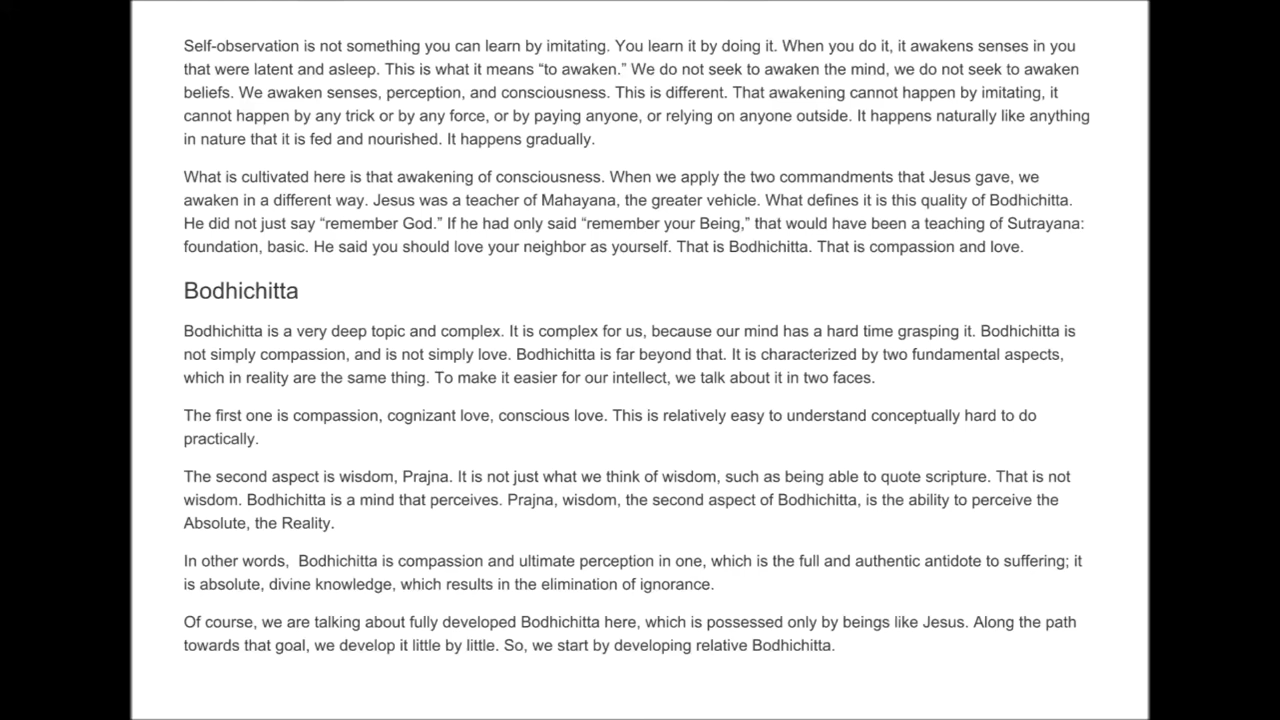 Self-observation is not something you can learn by imitating. You learn it by doing it. When you do it, it awakens senses in you
that were latent and asleep. This is what it means “to awaken.” We do not seek to awaken the mind, we do not seek to awaken
beliefs. We awaken senses, perception, and consciousness. This is different. That awakening cannot happen by imitating, it
cannot happen by any trick or by any force, or by paying anyone, or relying on anyone outside. It happens naturally like anything
in nature that it is fed and nourished. It happens gradually.
What is cultivated here is that awakening of consciousness. When we apply the two commandments that Jesus gave, we
awaken in a different way. Jesus was a teacher of Mahayana, the greater vehicle. What defines it is this quality of Bodhichitta.
He did not just say “remember God.” If he had only said “remember your Being,” that would have been a teaching of Sutrayana:
foundation, basic. He said you should love your neighbor as yourself. That is Bodhichitta. That is compassion and love.
Bodhichitta
Bodhichitta is a very deep topic and complex. It is complex for us, because our mind has a hard time grasping it. Bodhichitta is
not simply compassion, and is not simply love. Bodhichitta is far beyond that. It is characterized by two fundamental aspects,
which in reality are the same thing. To make it easier for our intellect, we talk about it in two faces.
The first one is compassion, cognizant love, conscious love. This is relatively easy to understand conceptually hard to do
practically.
The second aspect is wisdom, Prajna. It is not just what we think of wisdom, such as being able to quote scripture. That is not
wisdom. Bodhichitta is a mind that perceives. Prajna, wisdom, the second aspect of Bodhichitta, is the ability to perceive the
Absolute, the Reality.
In other words,  Bodhichitta is compassion and ultimate perception in one, which is the full and authentic antidote to suffering; it
is absolute, divine knowledge, which results in the elimination of ignorance.
Of course, we are talking about fully developed Bodhichitta here, which is possessed only by beings like Jesus. Along the path
towards that goal, we develop it little by little. So, we start by developing relative Bodhichitta.